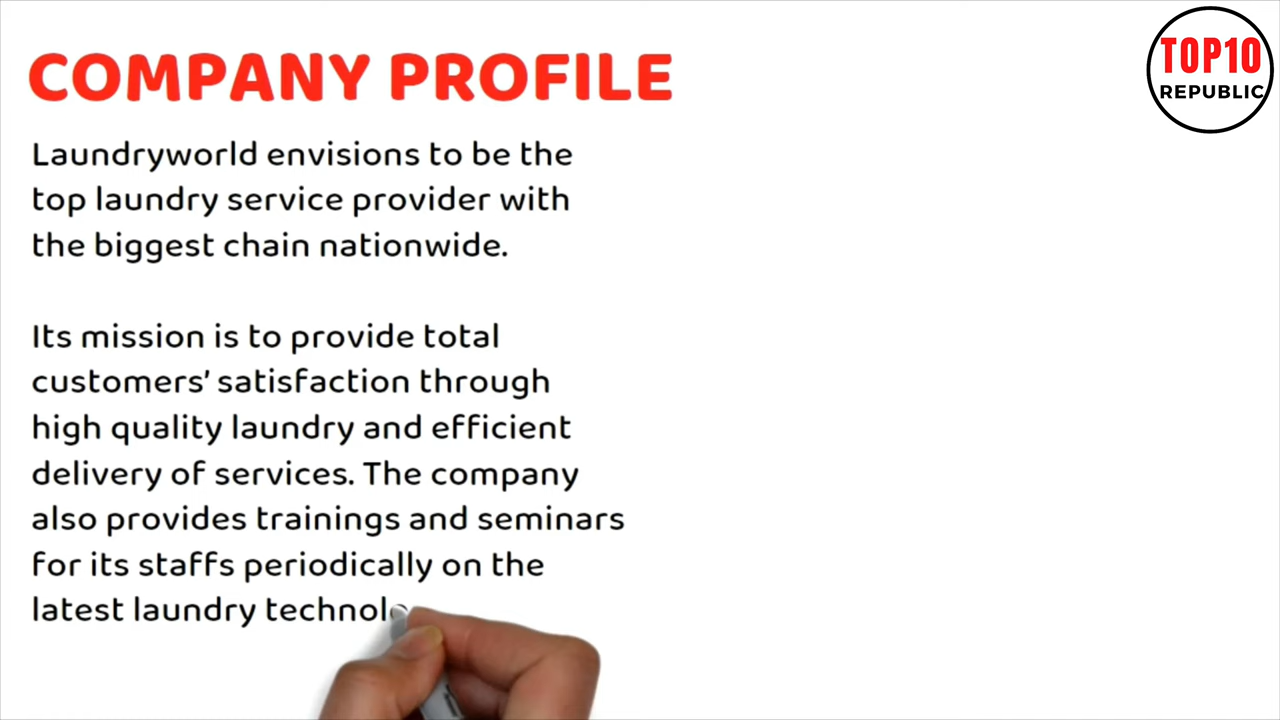 COMPANY PROFILE
TOP10
REPUBLIC
Laundryworld envisions to be the
top laundry service provider with
the biggest chain nationwide.
Its mission is to provide total
customers’ satisfaction through
high quality laundry and efficient
delivery of services. The company
also provides trainings and seminars
for its staffs periodically on the
latest laundry